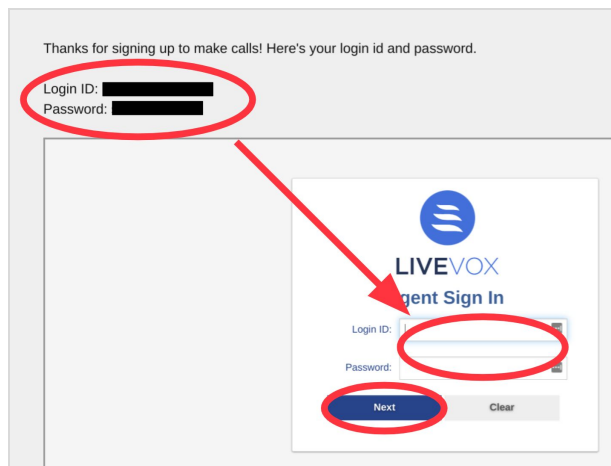 Thanks for signing up to make calls! Here's your login id and password.
Login ID:
Password:
LIVEVOX
gent Sign In
Login ID:
Password:
Next
Clear